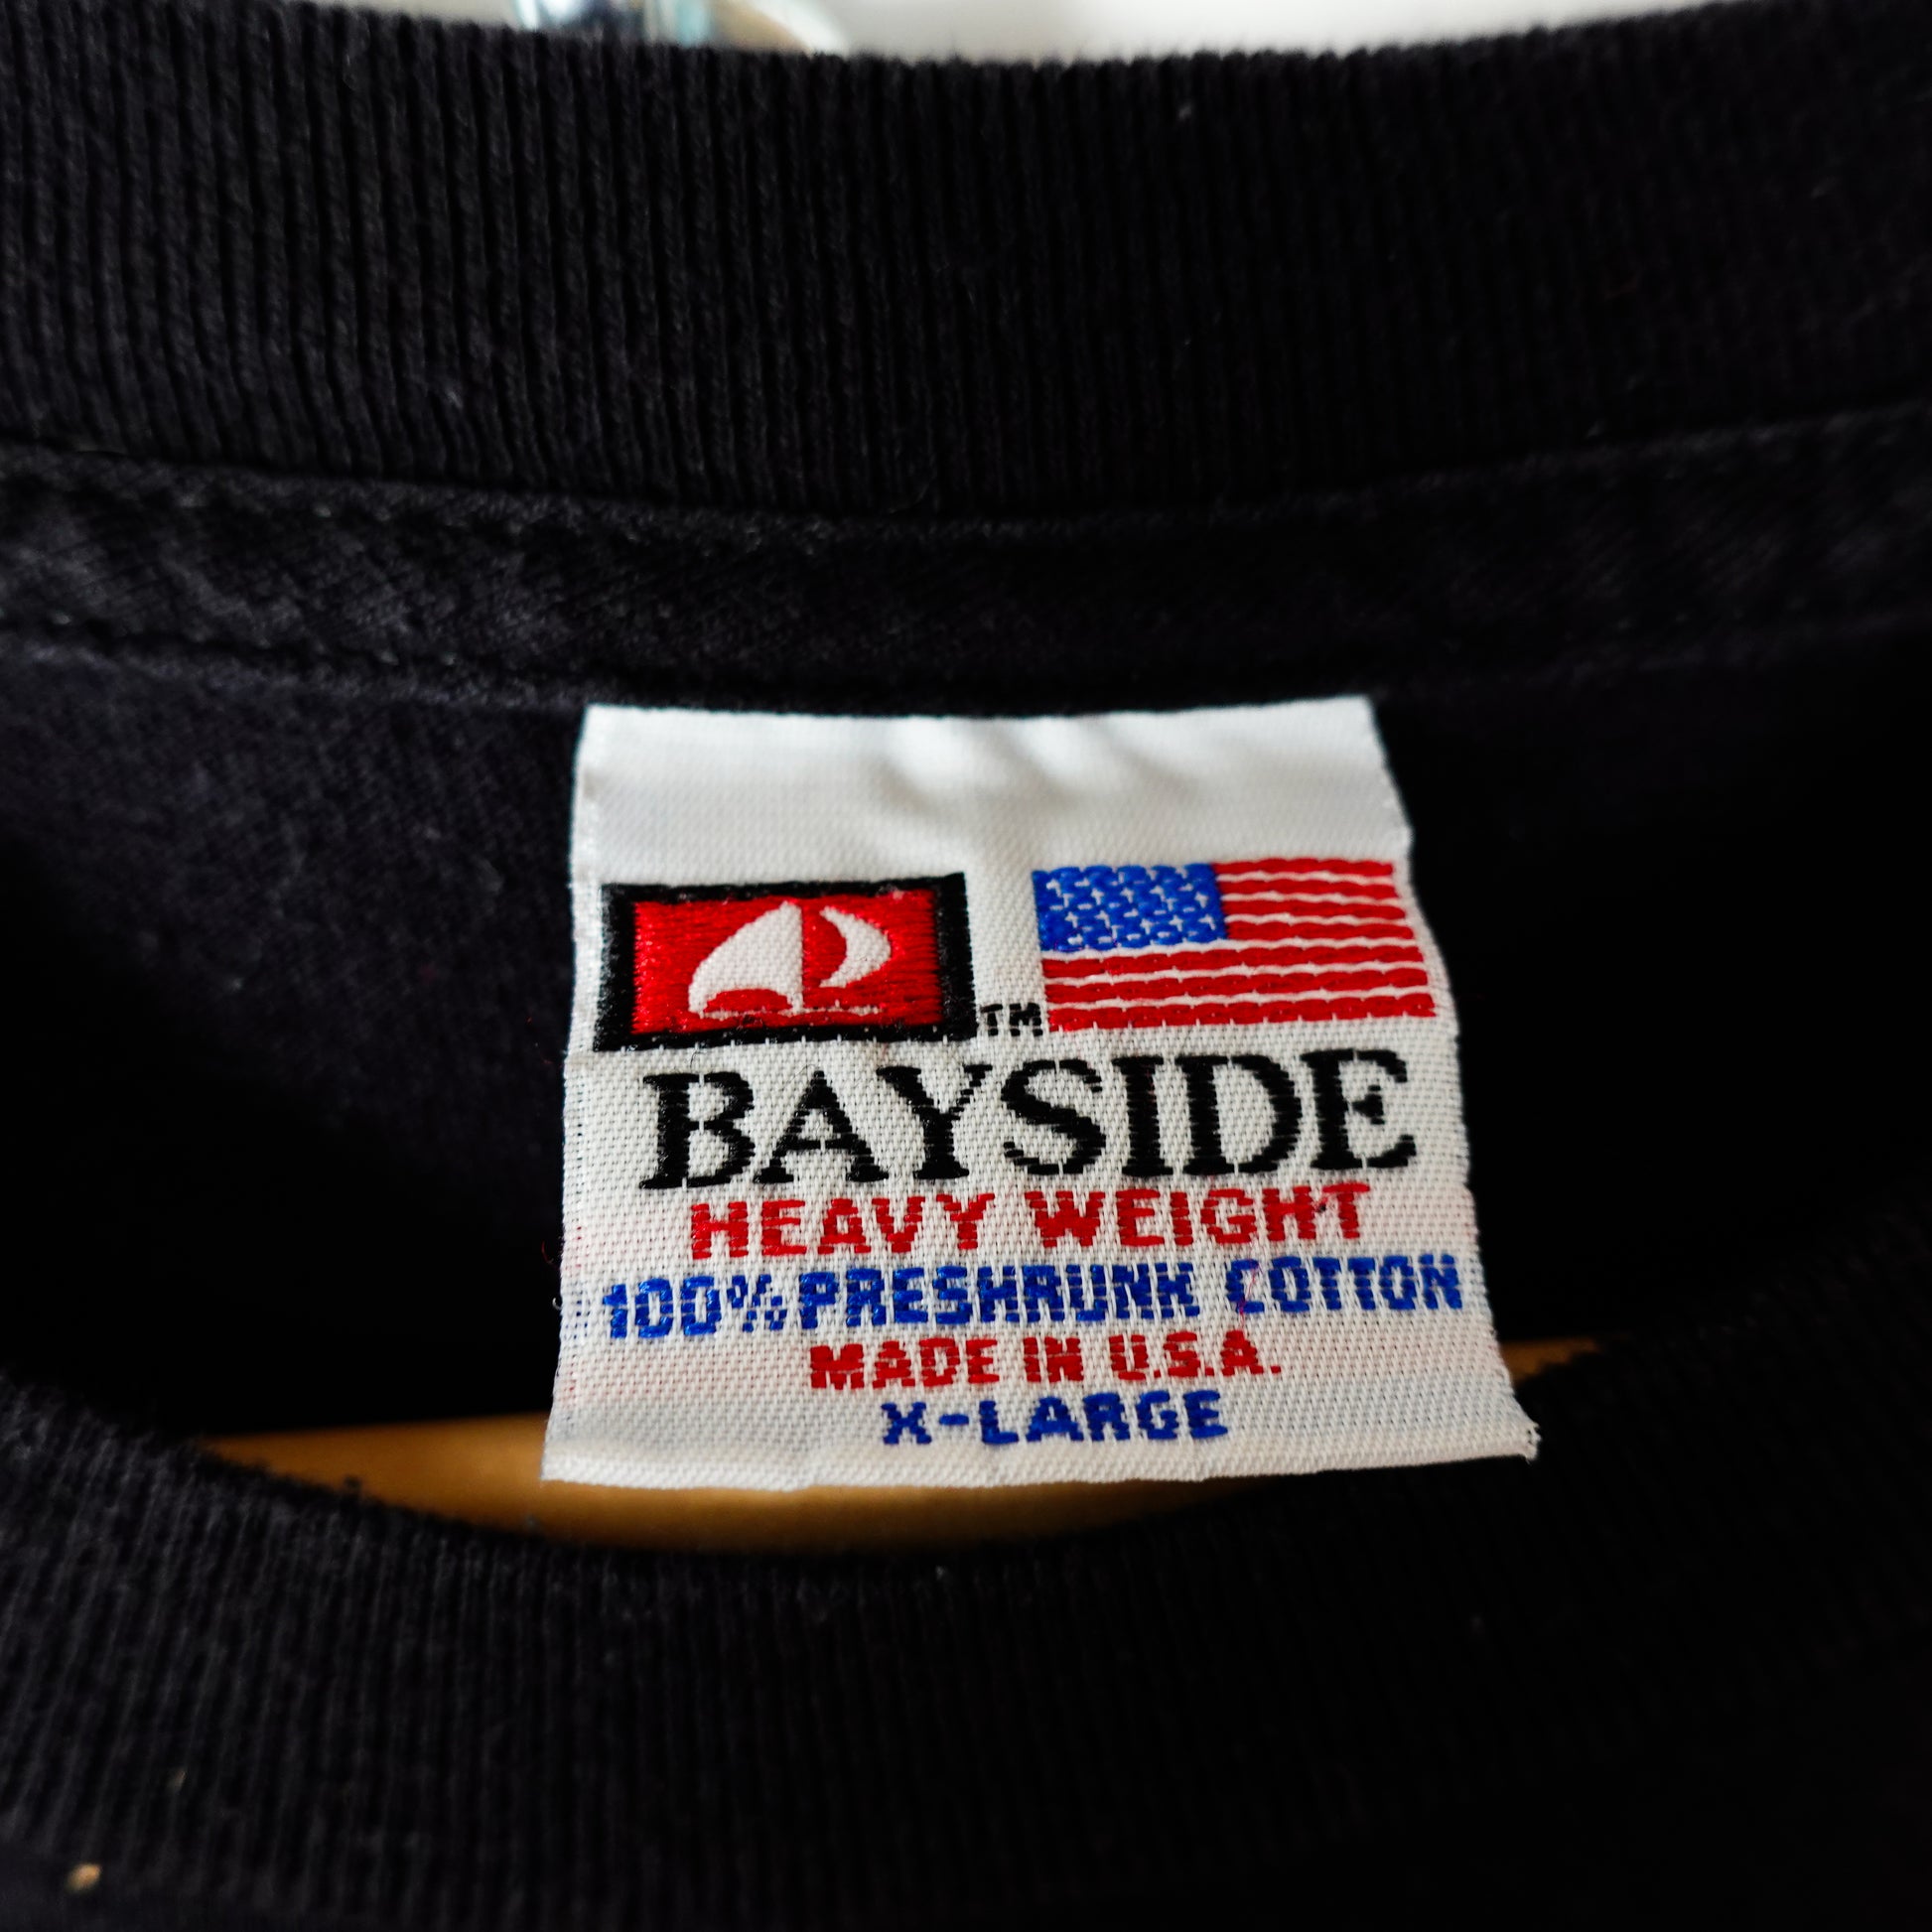 TM
BAYSIDE
HEAVY WEIGHT
100% PRESHRUNK COTTON
MADE IN U.S.A.
X-LARGE